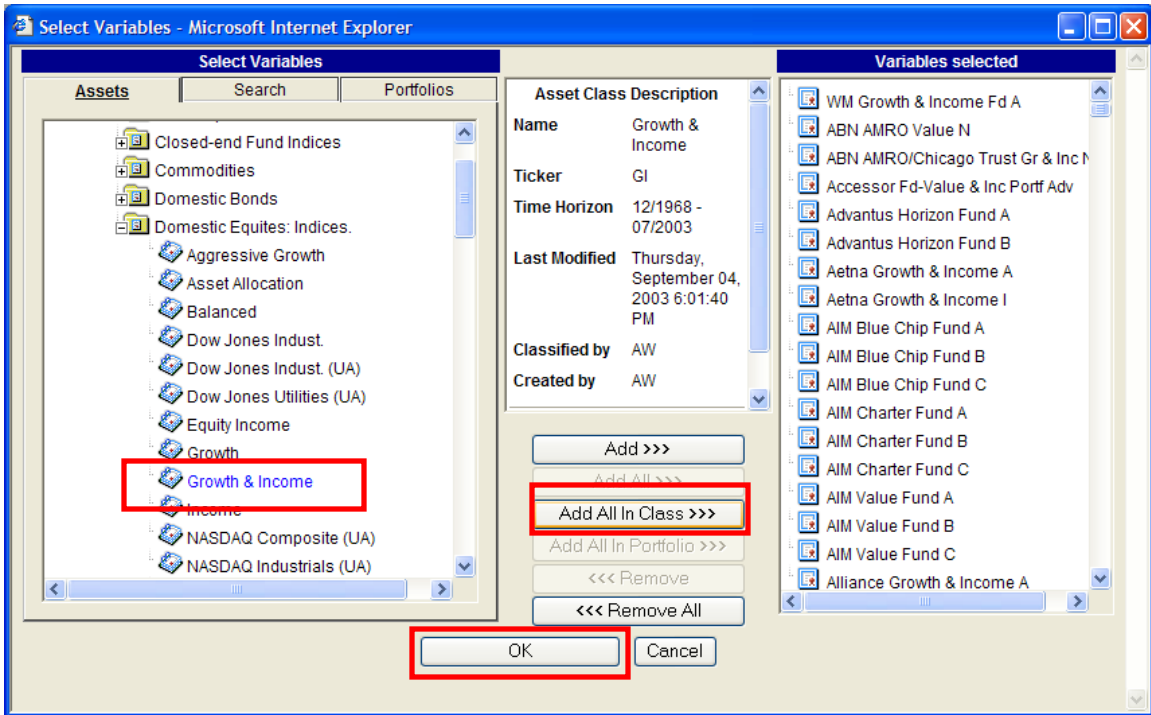 Select Variables - Microsoft Internet Explorer
Select Variables
Assets
Search
Portfolios
Closed-end Fund Indices
Commodities
Domestic Bonds
Domestic Equites: Indices.
Aggressive Growth
Asset Allocation
Balanced
Dow Jones Indust.
Dow Jones Indust. (UA)
Dow Jones Utilities (UA)
Equity Income
Growth
Growth & Income
Income
NASDAQ Composite (UA)
NASDAQ Industrials (UA)
Asset Class Description
Name Growth &
Income
Ticker GI
Time Horizon 12/1968 -
07/2003
Last Modified Thursday,
September 04,
2003 6:01:40
PM
Classified by AW
Created by AW
Add >>>
Add All >>>
Add All In Class >>>
Add All In Portfolio >>>
<<< Remove
<<< Remove All
OK
Cancel
Variables selected
WM Growth & Income Fd A
ABN AMRO Value N
ABN AMRO/Chicago Trust Gr & Inc N
Accessor Fd-Value & Inc Portf Adv
Advantus Horizon Fund A
Advantus Horizon Fund B
Aetna Growth & Income A
Aetna Growth & Income I
AIM Blue Chip Fund A
AIM Blue Chip Fund B
AIM Blue Chip Fund C
AIM Charter Fund A
AIM Charter Fund B
AIM Charter Fund C
AIM Value Fund A
AIM Value Fund B
AIM Value Fund C
Alliance Growth & Income A